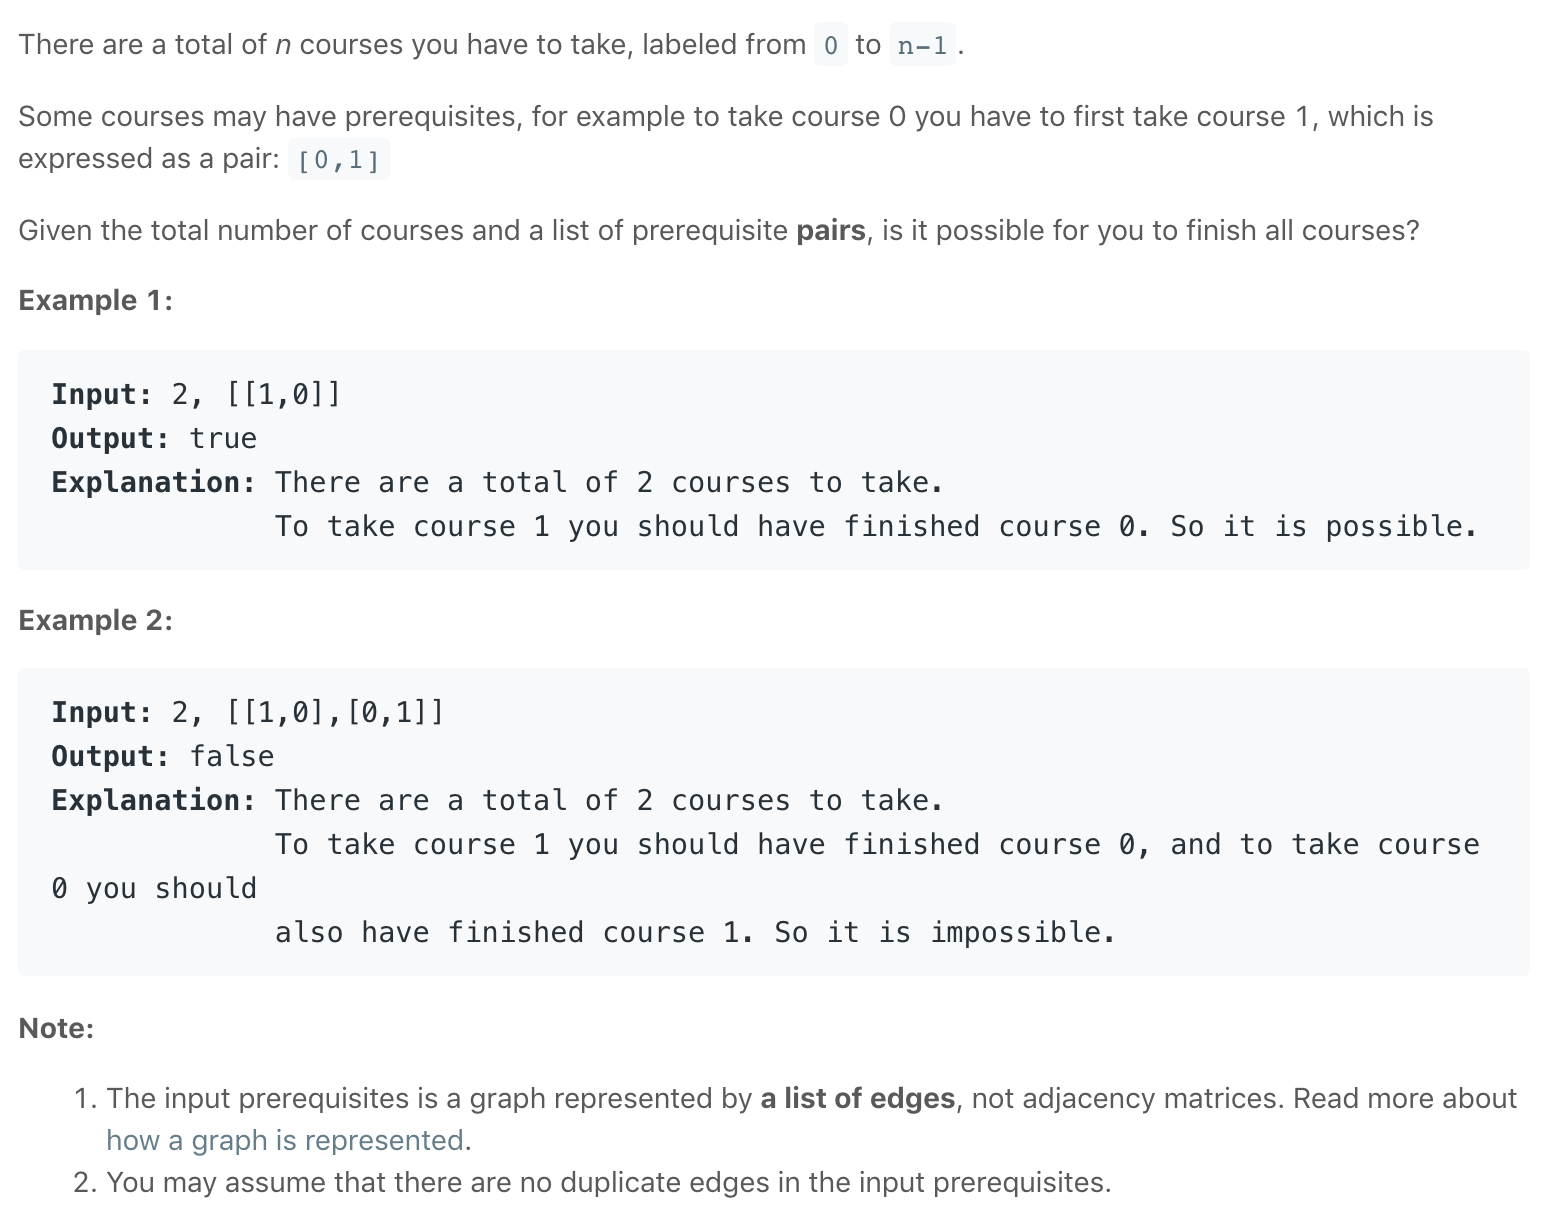 There are a total of n courses you have to take, labeled from 0 to n-1.
Some courses may have prerequisites, for example to take course 0 you have to first take course 1, which is
expressed as a pair: [0,1]
Given the total number of courses and a list of prerequisite pairs, is it possible for you to finish all courses?
Example 1:
Input: 2, [[1,0]]
Output: true
Explanation: There are a total of 2 courses to take.
To take course 1 you should have finished course 0. So it is possible.
Example 2:
Input: 2, [[1,0],[0,1]]
Output: false
Explanation: There are a total of 2 courses to take.
To take course 1 you should have finished course 0, and to take course
0 you should
also have finished course 1. So it is impossible.
Note:
1. The input prerequisites is a graph represented by a list of edges, not adjacency matrices. Read more about
how a graph is represented.
2. You may assume that there are no duplicate edges in the input prerequisites.